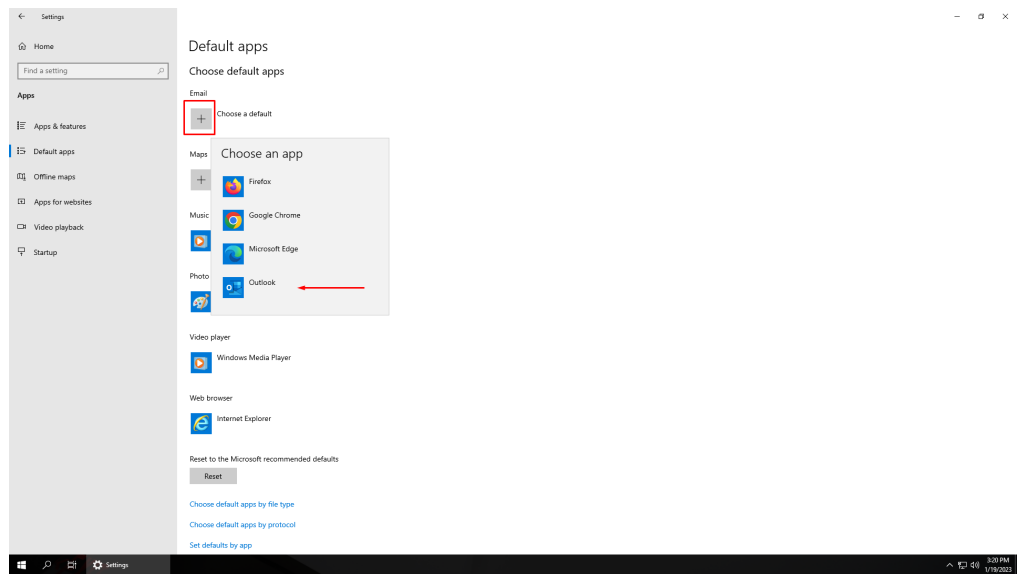 Settings
Home
Find a setting
Apps
Apps & features
Default apps
Offline maps
Apps for websites
Video playback
Startup
Default apps
Choose default apps
Email
Choose a default
Maps
Choose an app
Firefox
Google Chrome
Microsoft Edge
Outlook
Music
Photo
Video player
Windows Media Player
Web browser
Internet Explorer
Reset to the Microsoft recommended defaults
Reset
Choose default apps by file type
Choose default apps by protocol
Set defaults by app
Settings
3:20 PM
1/19/2023